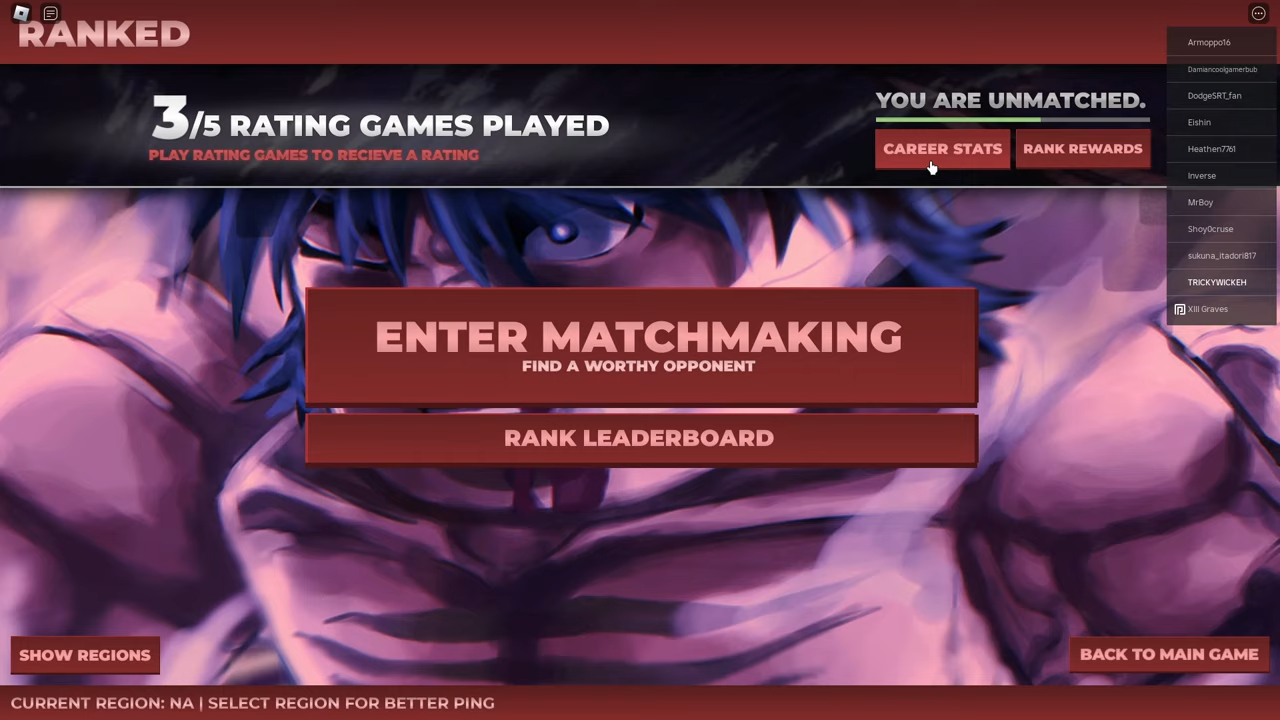 RANKED
3/5 RATING GAMES PLAYED
PLAY RATING GAMES TO RECIEVE A RATING
YOU ARE UNMATCHED.
CAREER STATS
RANK REWARDS
Armoppo16
Damiancoolgamerbub
DodgeSRT_fan
Eishin
Heathen7761
Inverse
MrBoy
Shoy0cruse
sukuna_itadori817
TRICKYWICKEH
XIII Graves
ENTER MATCHMAKING
FIND A WORTHY OPPONENT
RANK LEADERBOARD
SHOW REGIONS
BACK TO MAIN GAME
CURRENT REGION: NA | SELECT REGION FOR BETTER PING